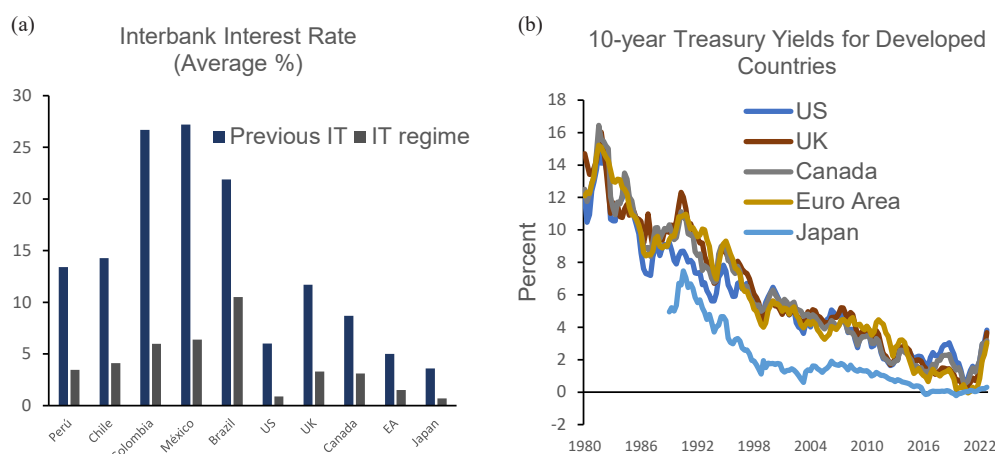 (a)
Interbank Interest Rate
(Average %)
30
25
20
15
10
5
0
Previous IT
IT regime
Perú
Chile
Colombia
México
Brazil
US
UK
Canada
EA
Japan
(b)
10-year Treasury Yields for Developed
Countries
Percent
18
16
14
12
10
8
6
4
2
0
-2
US
UK
Canada
Euro Area
Japan
1980 1986 1992 1998 2004 2010 2016 2022